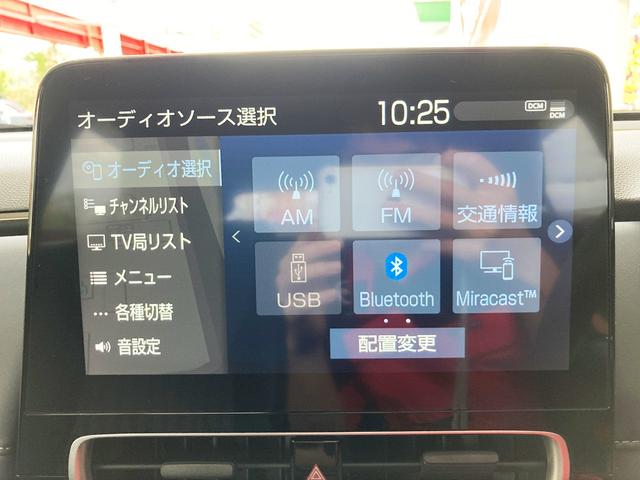 オーディオソース選択
10:25
DCM
DCM
オーディオ選択
チャンネルリスト
TV局リスト
メニュー
各種切替
音設定
AM
FM
交通情報
USB
Bluetooth
Miracast™
配置変更